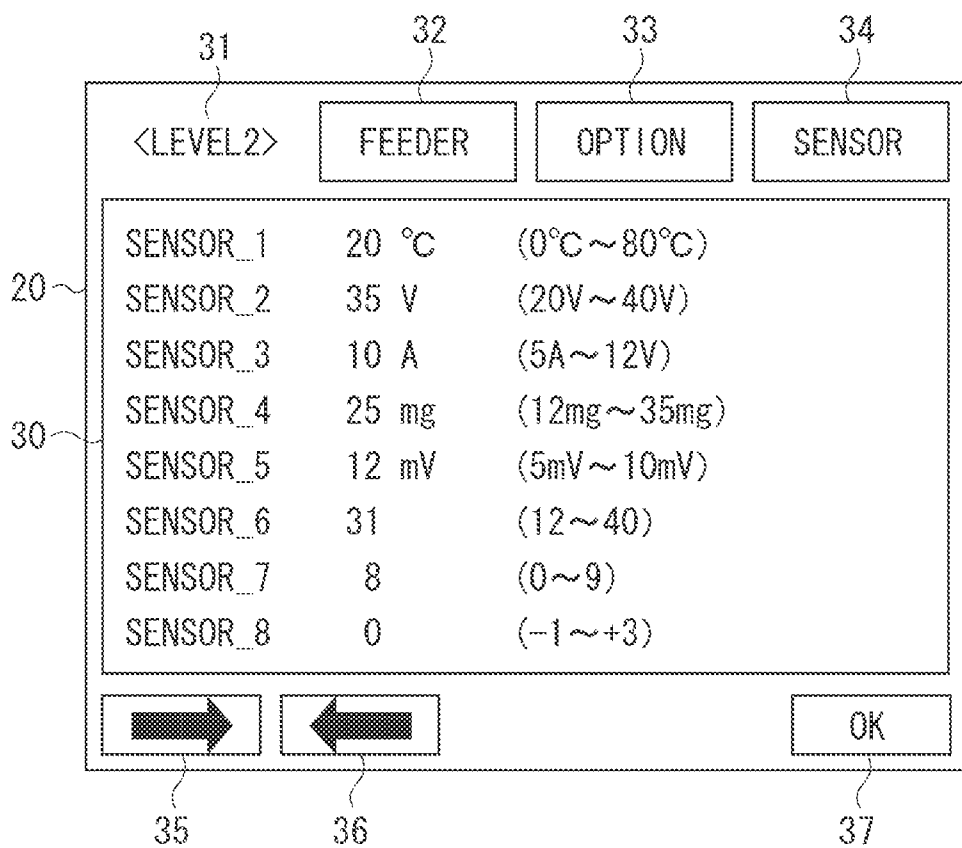 31 32 33 34
<LEVEL2> FEEDER OPTION SENSOR
SENSOR_1 20 ℃ (0℃～80℃)
20
SENSOR_2 35 V (20V～40V)
SENSOR_3 10 A (5A～12V)
SENSOR_4 25 mg (12mg～35mg)
30
SENSOR_5 12 mV (5mV～10mV)
SENSOR_6 31 (12～40)
SENSOR_7 8 (0～9)
SENSOR_8 0 (-1～+3)
OK
35 36 37